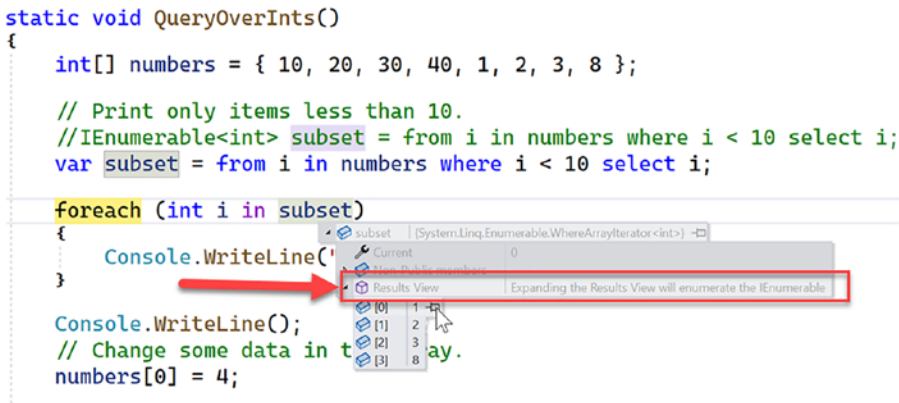 static void QueryOverInts()
{
int[] numbers = { 10, 20, 30, 40, 1, 2, 3, 8 };
// Print only items less than 10.
//IEnumerable<int> subset = from i in numbers where i < 10 select i;
var subset = from i in numbers where i < 10 select i;
foreach (int i in subset)
subset {System.Linq.Enumerable.WhereArrayIterator<int>}
{
Current 0
Console.WriteLine("
Non-Public members
}
Results View Expanding the Results View will enumerate the IEnumerable
[0] 1
Console.WriteLine();
[1] 2
// Change some data in t ay.
[2] 3
numbers[0] = 4;
[3] 8